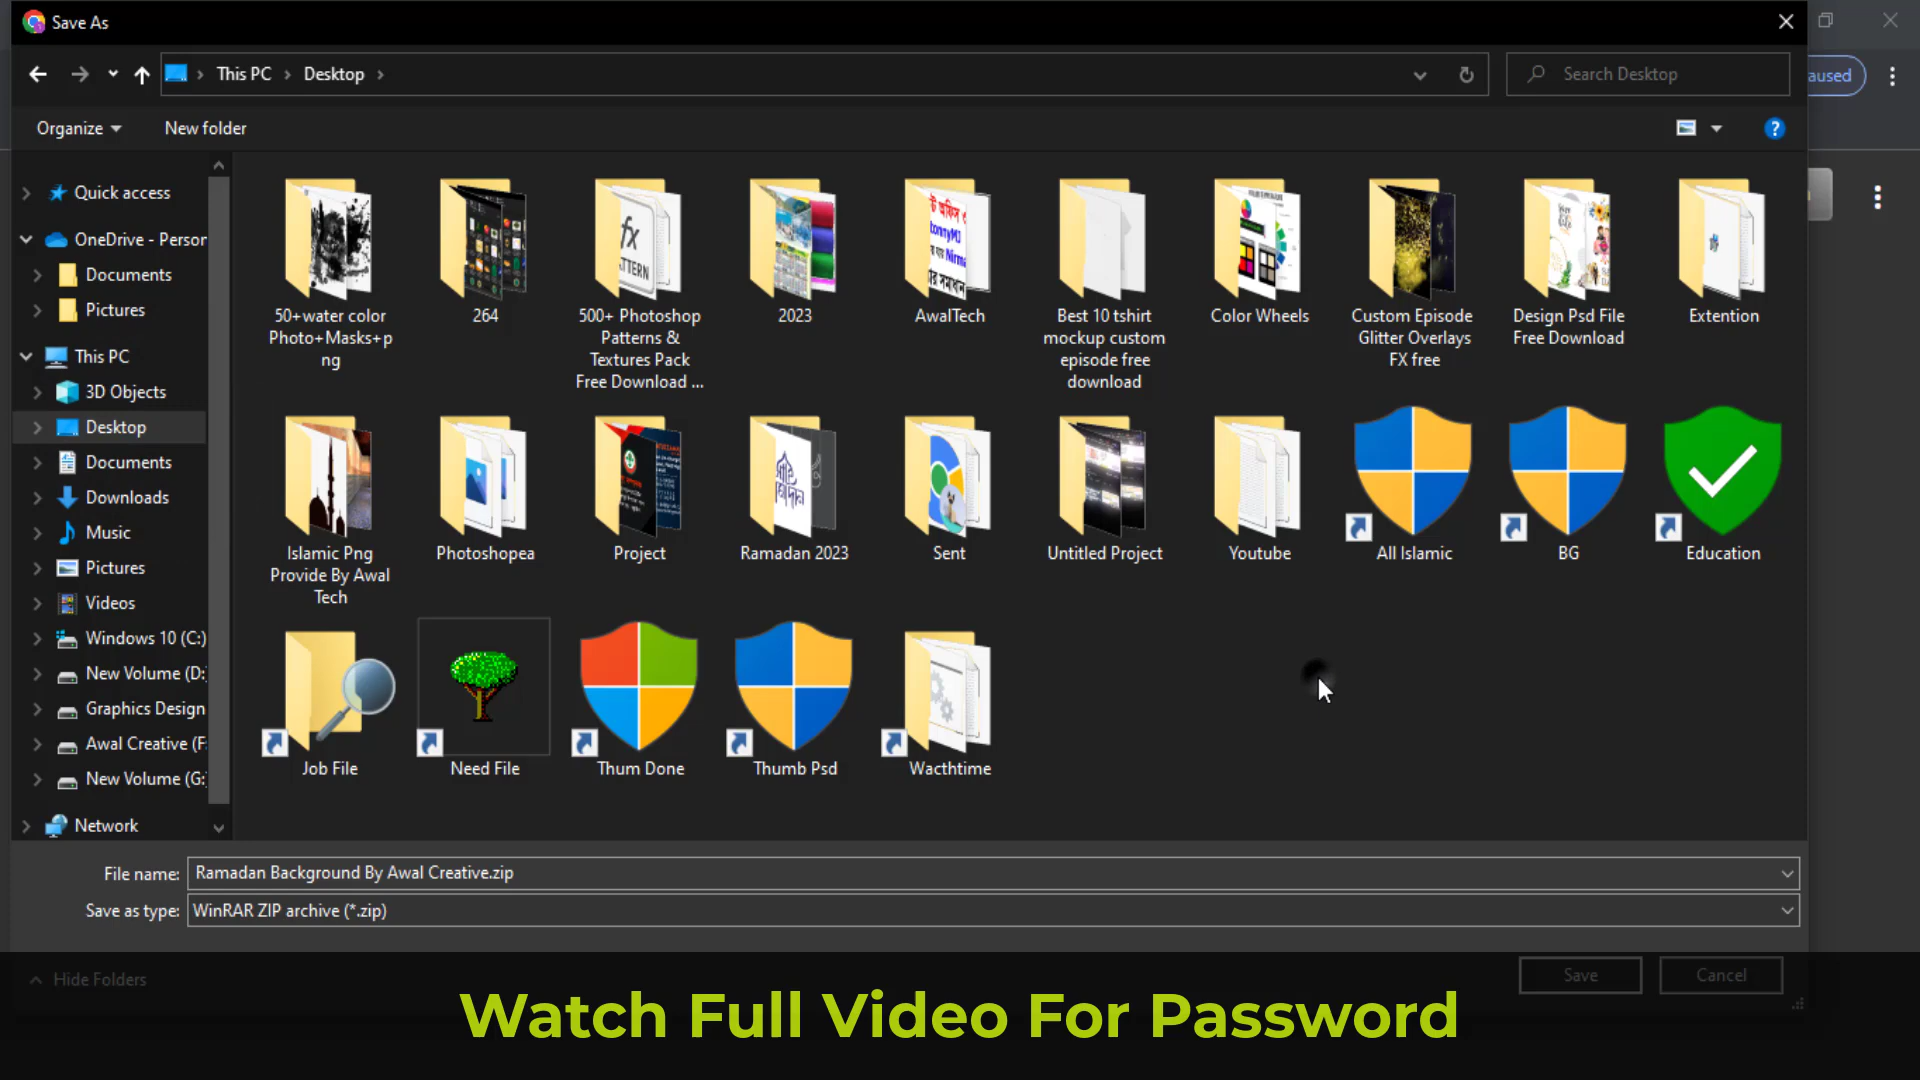 Save As
This PC
Desktop
Search Desktop
aused
Organize
New folder
Quick access
OneDrive - Person
Documents
Pictures
This PC
3D Objects
Desktop
Documents
Downloads
Music
Pictures
Videos
Windows 10 (C:)
New Volume (D:
Graphics Design
Awal Creative (F:
New Volume (G:
Network
50+water color
Photo+Masks+p
ng
264
500+ Photoshop
Patterns &
Textures Pack
Free Download ...
2023
AwalTech
Best 10 tshirt
mockup custom
episode free
download
Color Wheels
Custom Episode
Glitter Overlays
FX free
Design Psd File
Free Download
Extention
Islamic Png
Provide By Awal
Tech
Photoshopea
Project
Ramadan 2023
Sent
Untitled Project
Youtube
All Islamic
BG
Education
Job File
Need File
Thum Done
Thumb Psd
Wacthtime
File name:
Ramadan Background By Awal Creative.zip
Save as type:
WinRAR ZIP archive (*.zip)
Hide Folders
Save
Cancel
Watch Full Video For Password